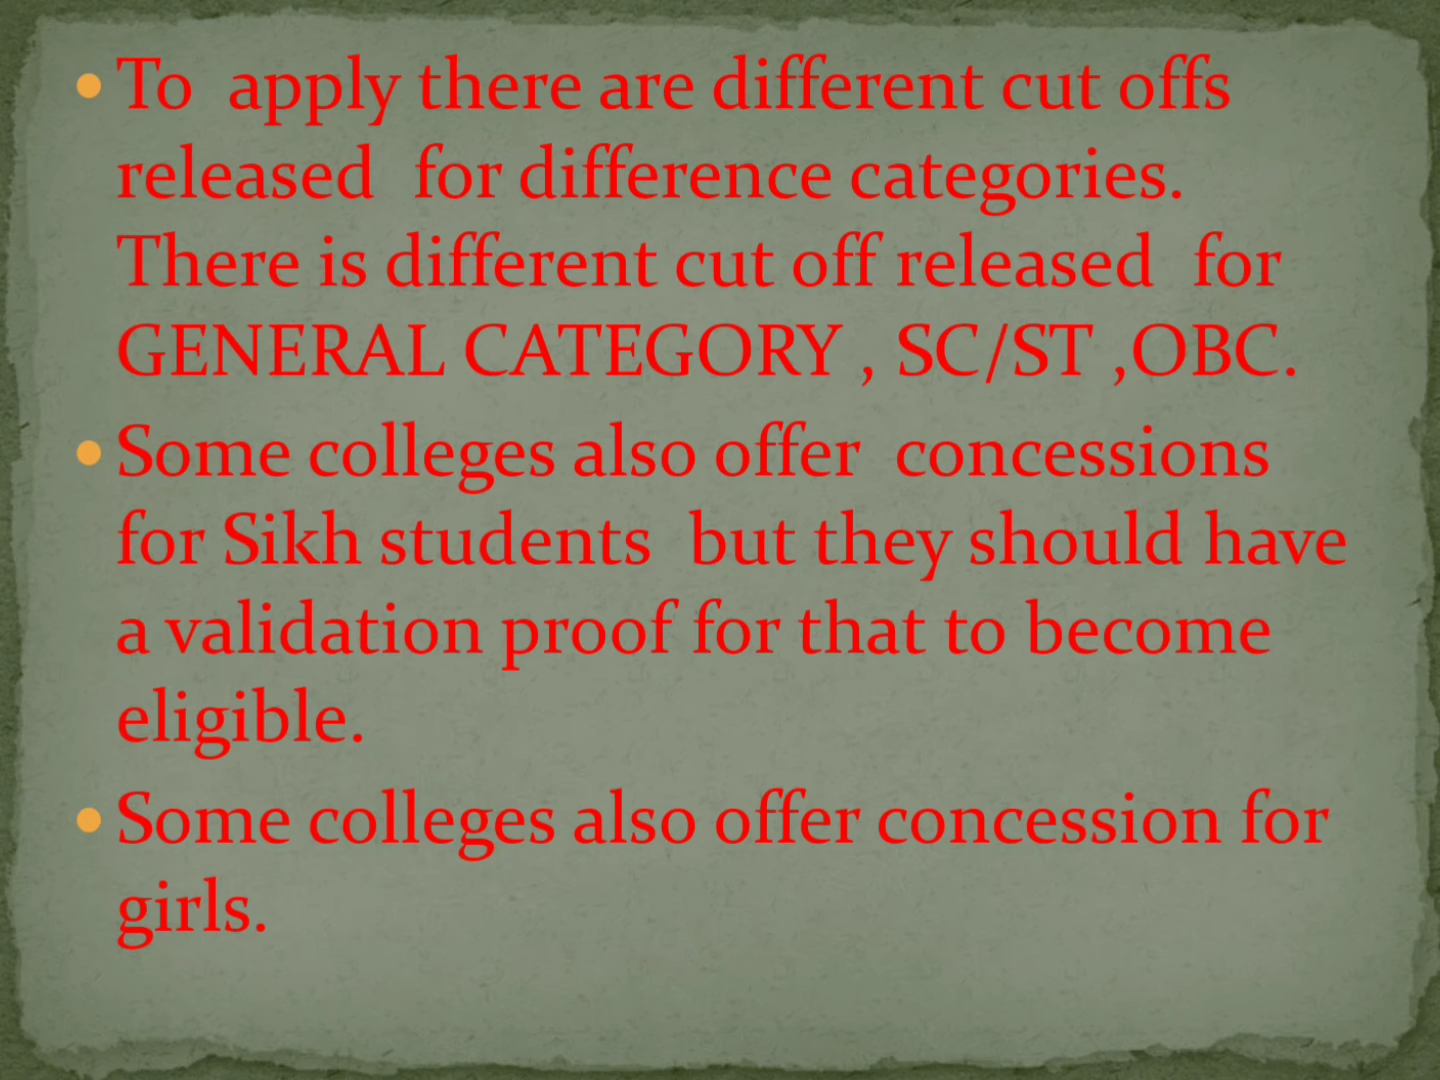 • To  apply there are different cut offs
released  for difference categories.
There is different cut off released  for
GENERAL CATEGORY , SC/ST ,OBC.
• Some colleges also offer  concessions
for Sikh students  but they should have
a validation proof for that to become
eligible.
• Some colleges also offer concession for
girls.